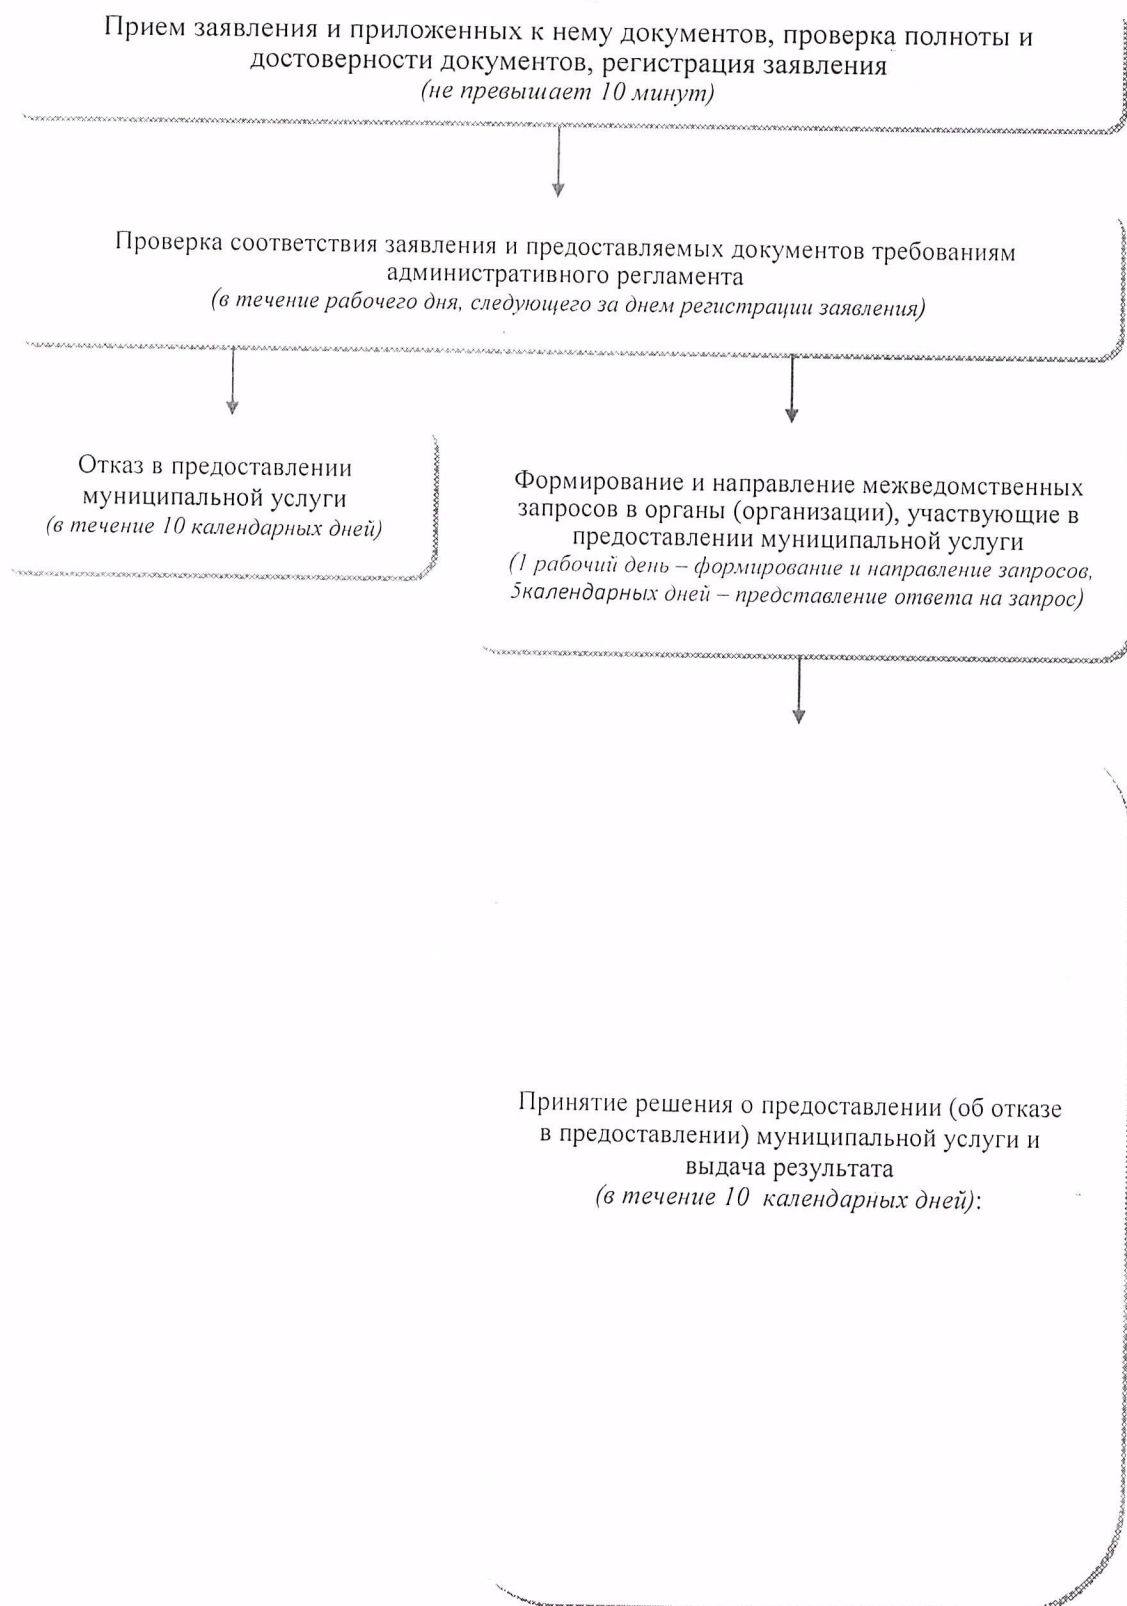 Прием заявления и приложенных к нему документов, проверка полноты и
достоверности документов, регистрация заявления
(не превышает 10 минут)
Проверка соответствия заявления и предоставляемых документов требованиям
административного регламента
(в течение рабочего дня, следующего за днем регистрации заявления)
Отказ в предоставлении
муниципальной услуги
(в течение 10 календарных дней)
Формирование и направление межведомственных
запросов в органы (организации), участвующие в
предоставлении муниципальной услуги
(1 рабочий день – формирование и направление запросов,
5календарных дней – представление ответа на запрос)
Принятие решения о предоставлении (об отказе
в предоставлении) муниципальной услуги и
выдача результата
(в течение 10  календарных дней):